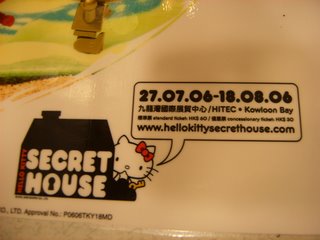 27.07.06-18.08.06
九龍灣國際展貿中心/HITEC • Kowloon Bay
標準票 standard ticket: HK$ 60 / 優惠票 concessionary ticket: HK$ 30
www.hellokittysecrethouse.com
HELLO KITTY
SECRET
HOUSE
CO., LTD. Approval No.: P0606TKY18MD